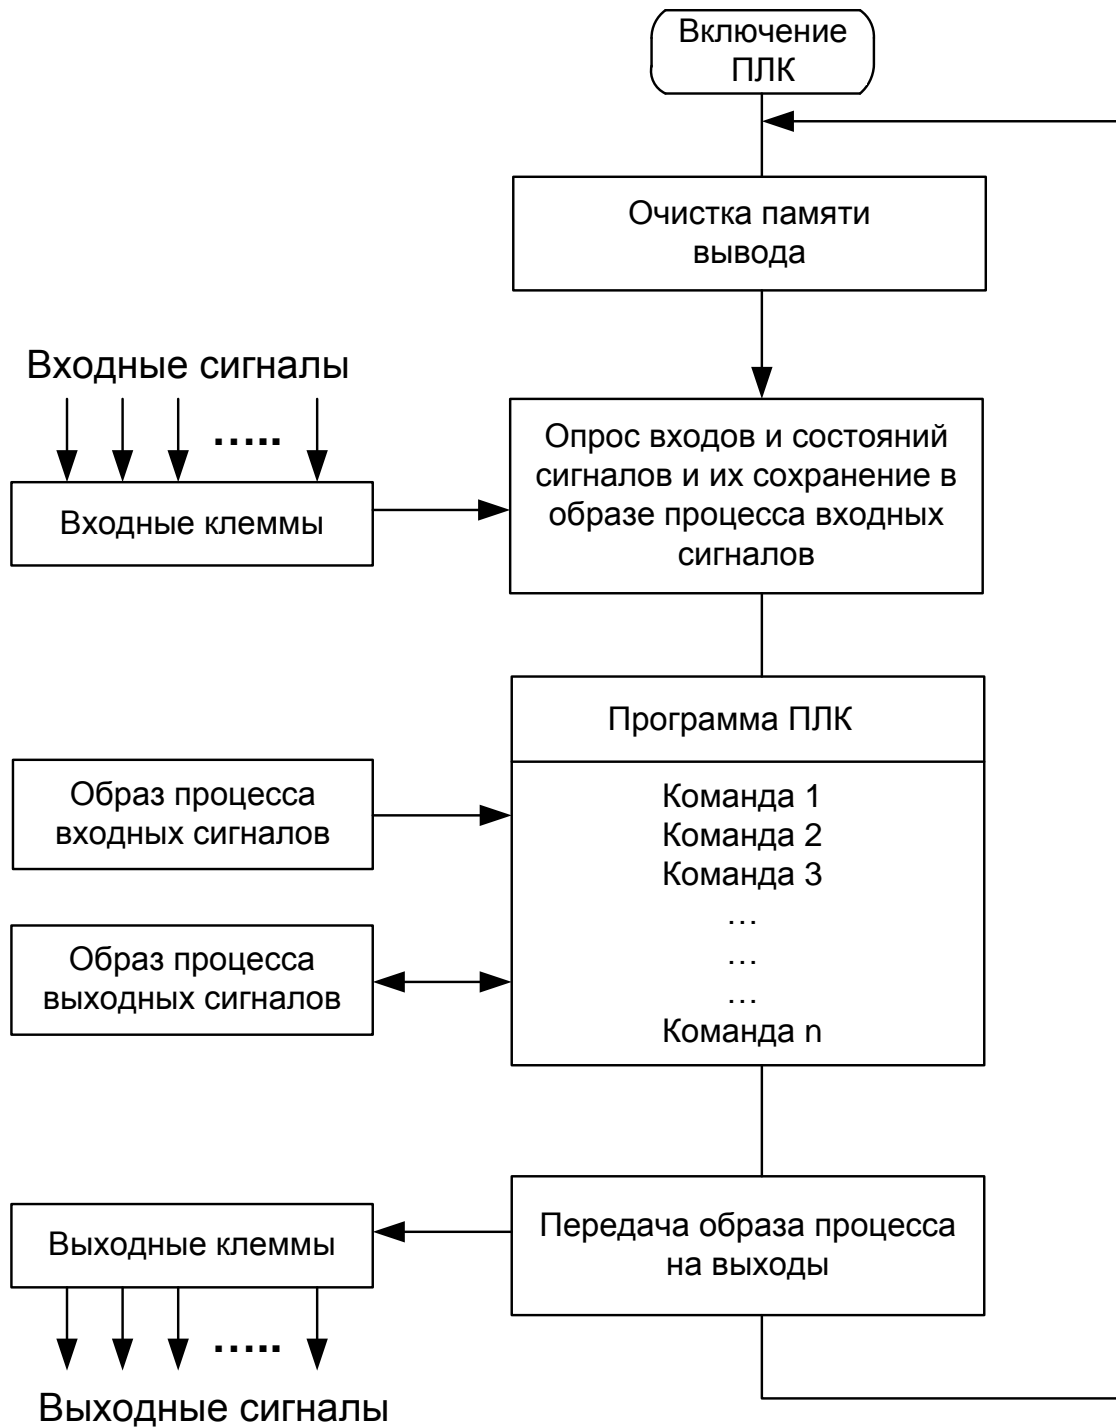 Включение
ПЛК
Очистка памяти
вывода
Входные сигналы
.....
Входные клеммы
Опрос входов и состояний
сигналов и их сохранение в
образе процесса входных
сигналов
Программа ПЛК
Образ процесса
входных сигналов
Команда 1
Команда 2
Команда 3
...
...
...
Команда n
Образ процесса
выходных сигналов
Передача образа процесса
на выходы
Выходные клеммы
.....
Выходные сигналы